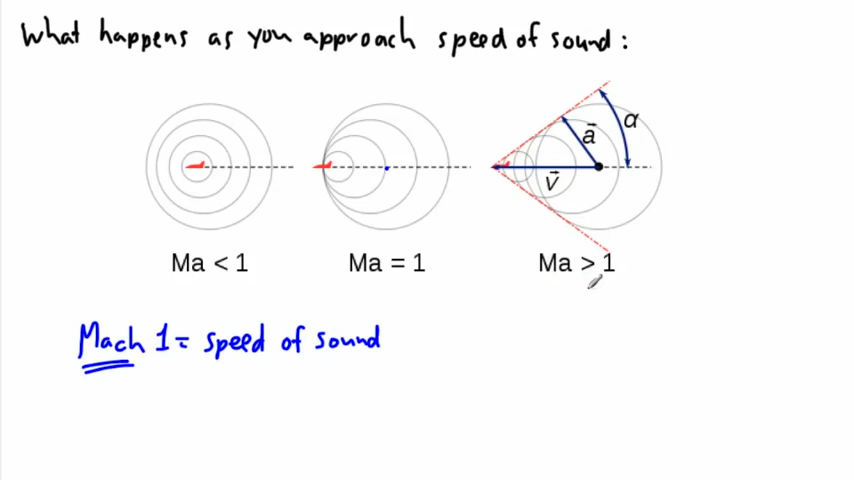 What happens as you approach speed of sound:
α
a
v
Ma < 1
Ma = 1
Ma > 1
Mach 1 = speed of sound